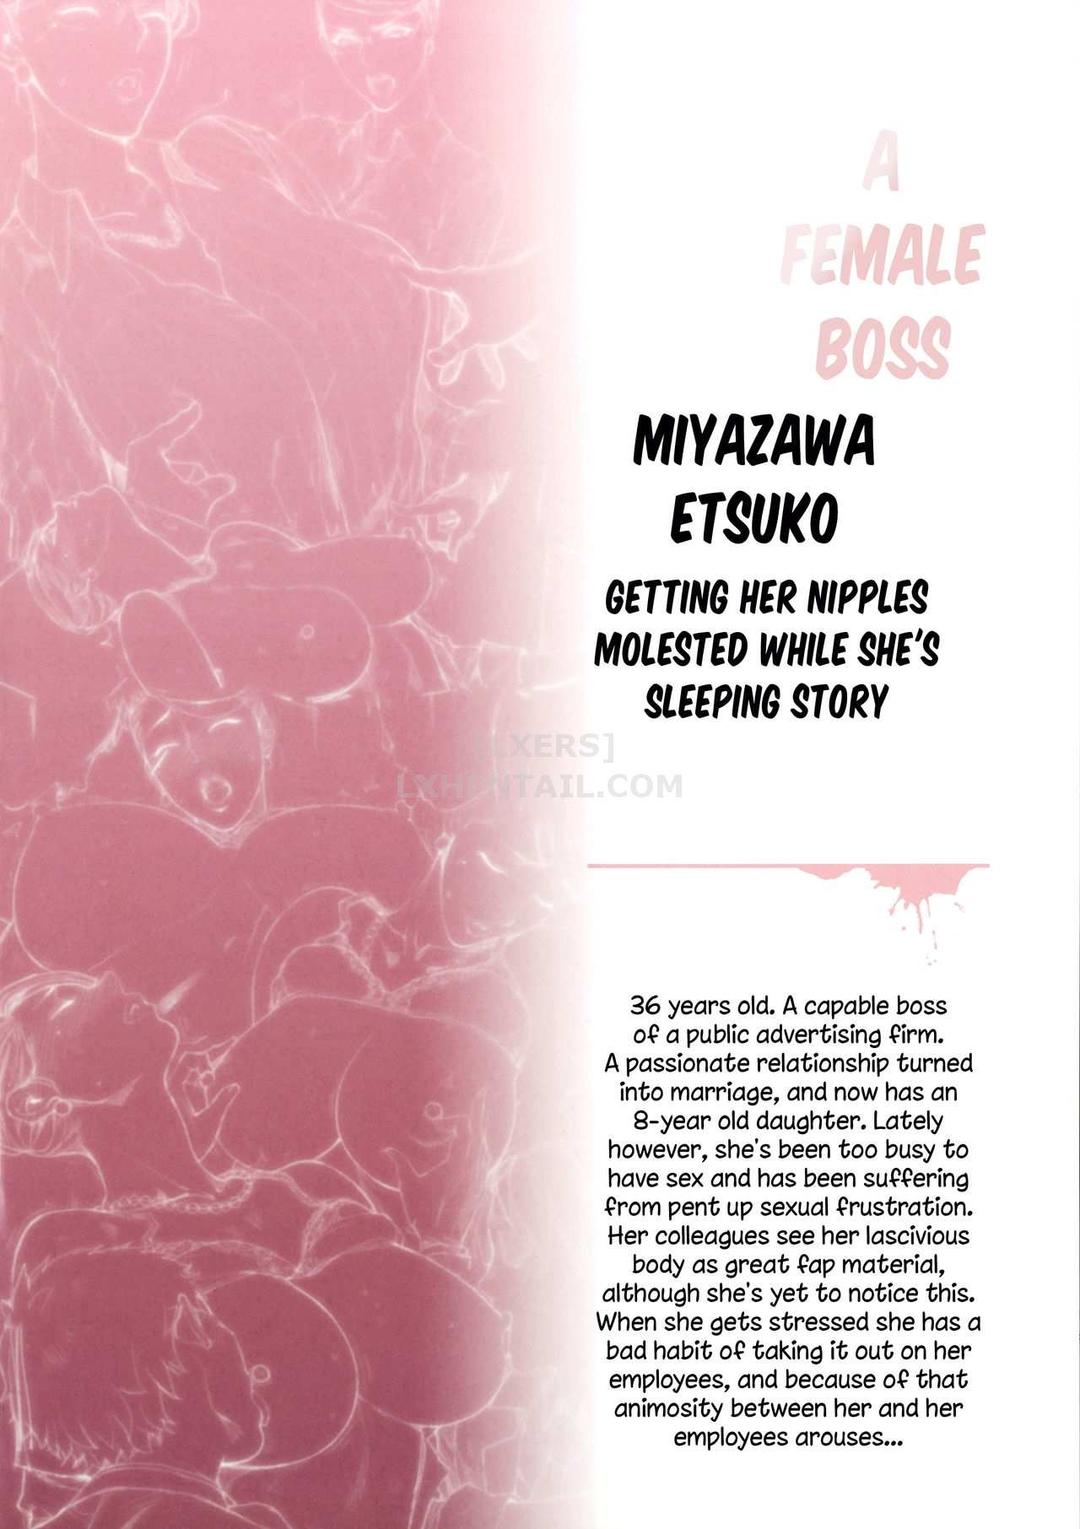 A
FEMALE
BOSS
MIYAZAWA
ETSUKO
GETTING HER NIPPLES
MOLESTED WHILE SHE'S
SLEEPING STORY
[LXERS]
LXHENTAI.COM
36 years old. A capable boss
of a public advertising firm.
A passionate relationship turned
into marriage, and now has an
8-year old daughter. Lately
however, she's been too busy to
have sex and has been suffering
from pent up sexual frustration.
Her colleagues see her lascivious
body as great fap material,
although she's yet to notice this.
When she gets stressed she has a
bad habit of taking it out on her
employees, and because of that
animosity between her and her
employees arouses...